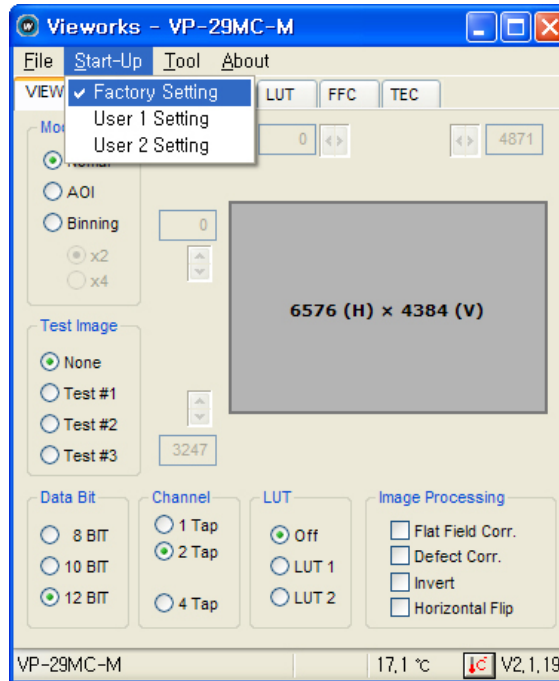 Vieworks - VP-29MC-M
File Start-Up Tool About
VIEW LUT FFC TEC
Factory Setting
User 1 Setting
User 2 Setting
0 4871
Normal
AOI
Binning
x2
x4
0
6576 (H) × 4384 (V)
Test Image
None
Test #1
Test #2
Test #3
3247
Data Bit
8 BIT
10 BIT
12 BIT
Channel
1 Tap
2 Tap
4 Tap
LUT
Off
LUT 1
LUT 2
Image Processing
Flat Field Corr.
Defect Corr.
Invert
Horizontal Flip
VP-29MC-M 17,1 ℃ V2,1,19